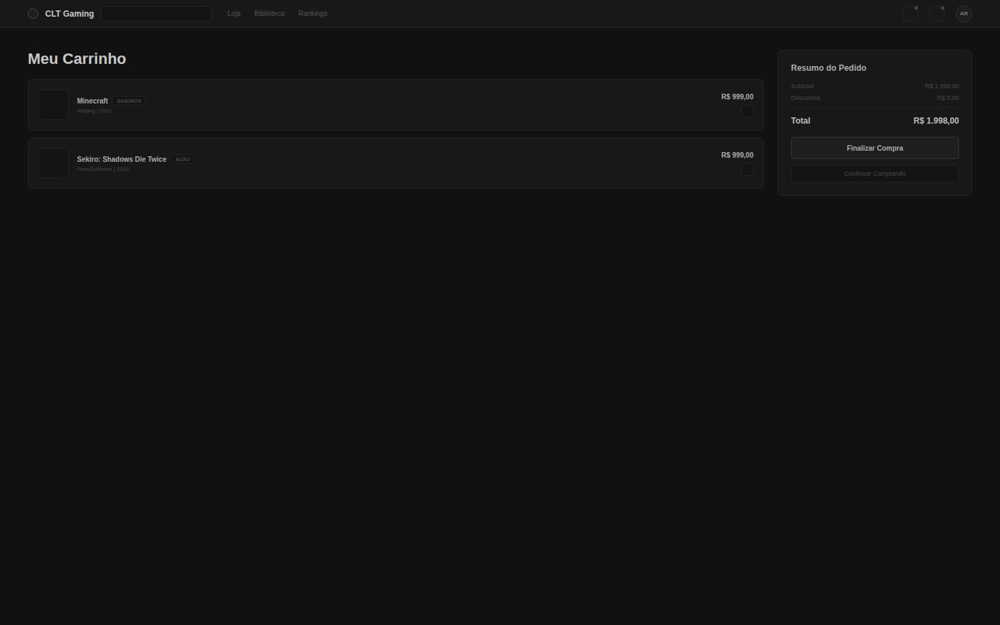 CLT Gaming
Loja
Biblioteca
Rankings
AR
Meu Carrinho
Minecraft SANDBOX
Mojang | 2011
R$ 999,00
Sekiro: Shadows Die Twice AÇÃO
FromSoftware | 2019
R$ 999,00
Resumo do Pedido
Subtotal R$ 1.998,00
Descontos - R$ 0,00
Total R$ 1.998,00
Finalizar Compra
Continuar Comprando